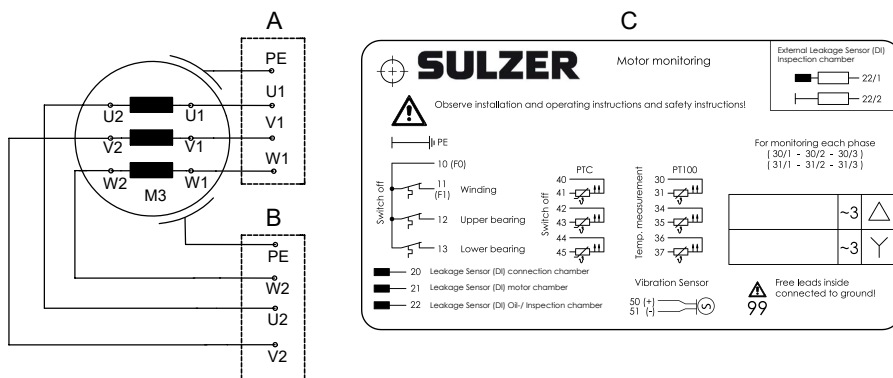 A
PE
U1
V1
W1
U2 U1
V2 V1
W2 W1
M3
B
PE
W2
U2
V2
C
SULZER
Motor monitoring
External Leakage Sensor (DI)
Inspection chamber
22/1
22/2
Observe installation and operating instructions and safety instructions!
PE
Switch off
10 (F0)
11 Winding
(F1)
12 Upper bearing
13 Lower bearing
20 Leakage Sensor (DI) connection chamber
21 Leakage Sensor (DI) motor chamber
22 Leakage Sensor (DI) Oil-/ Inspection chamber
PTC
Switch off
40
41
42
43
44
45
PT100
Temp. measurement
30
31
34
35
36
37
Vibration Sensor
50 (+)
51 (-)
S
For monitoring each phase
( 30/1 - 30/2 - 30/3 )
( 31/1 - 31/2 - 31/3 )
~3
~3
Free leads inside
connected to ground!
99